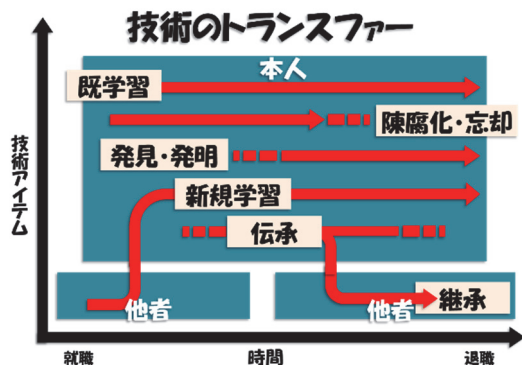 技術のトランスファー
本人
既学習
陳腐化・忘却
発見・発明
新規学習
伝承
他者
他者
継承
技術アイテム
就職
時間
退職